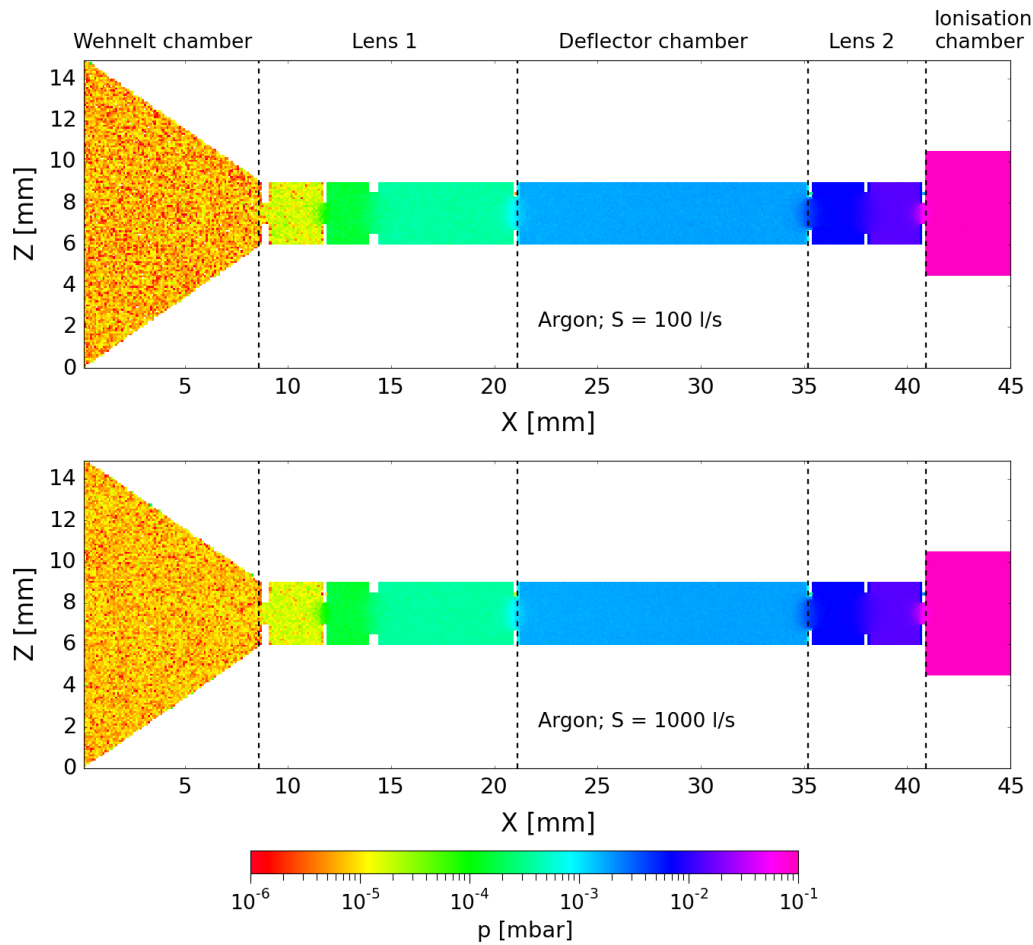 Ionisation
Wehnelt chamber Lens 1 Deflector chamber Lens 2 chamber
14
12
10
8
6
4
2
0
Z [mm]
5 10 15 20 25 30 35 40 45
X [mm]
Argon; S = 100 l/s
14
12
10
8
6
4
2
0
Z [mm]
5 10 15 20 25 30 35 40 45
X [mm]
Argon; S = 1000 l/s
10⁻⁶ 10⁻⁵ 10⁻⁴ 10⁻³ 10⁻² 10⁻¹
p [mbar]